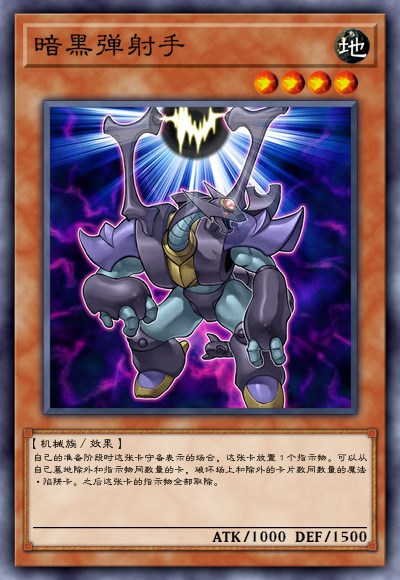 暗黑弹射手
地
【机械族／效果】
自己的准备阶段时这张卡守备表示的场合，这张卡放置1个指示物。可以从
自己墓地除外和指示物同数量的卡，破坏场上和除外的卡片数同数量的魔法
·陷阱卡。之后这张卡的指示物全部取除。
ATK/1000 DEF/1500